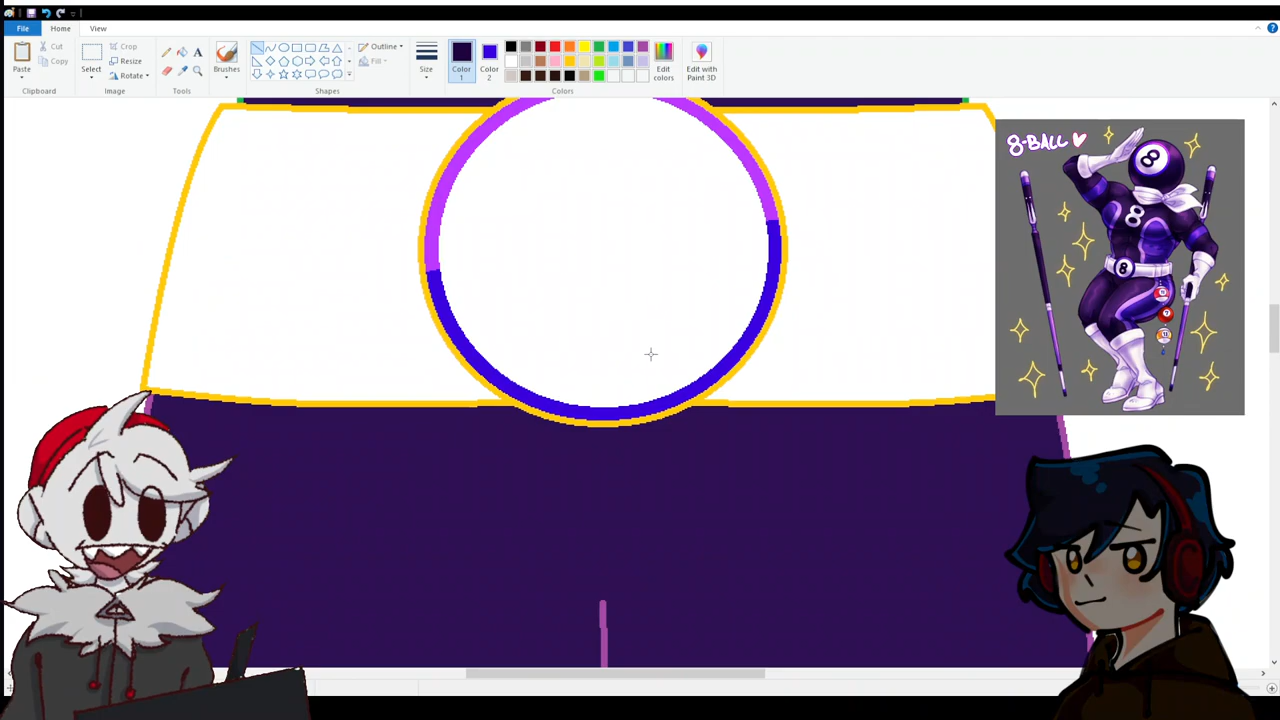 File Home View
Paste
Cut
Copy
Clipboard
Select
Crop
Resize
Rotate
Image
A
Tools
Brushes
Shapes
Outline
Fill
Size
Color
1
Color
2
Edit
colors
Colors
Edit with
Paint 3D
8-BALL
8
8
8